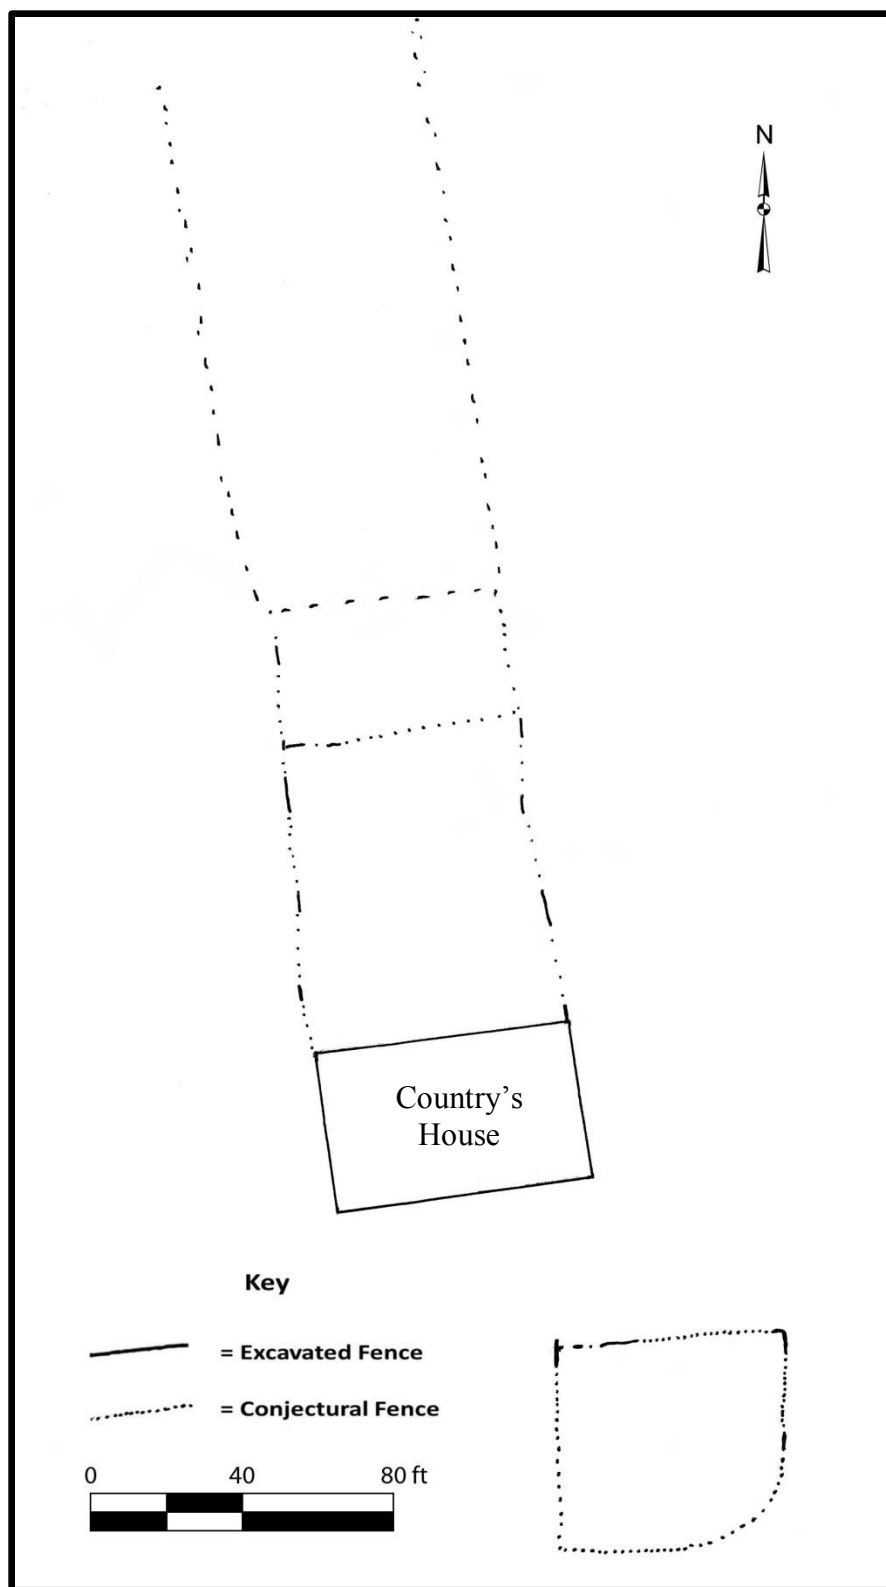 N
Country's
House
Key
= Excavated Fence
= Conjectural Fence
0 40 80 ft